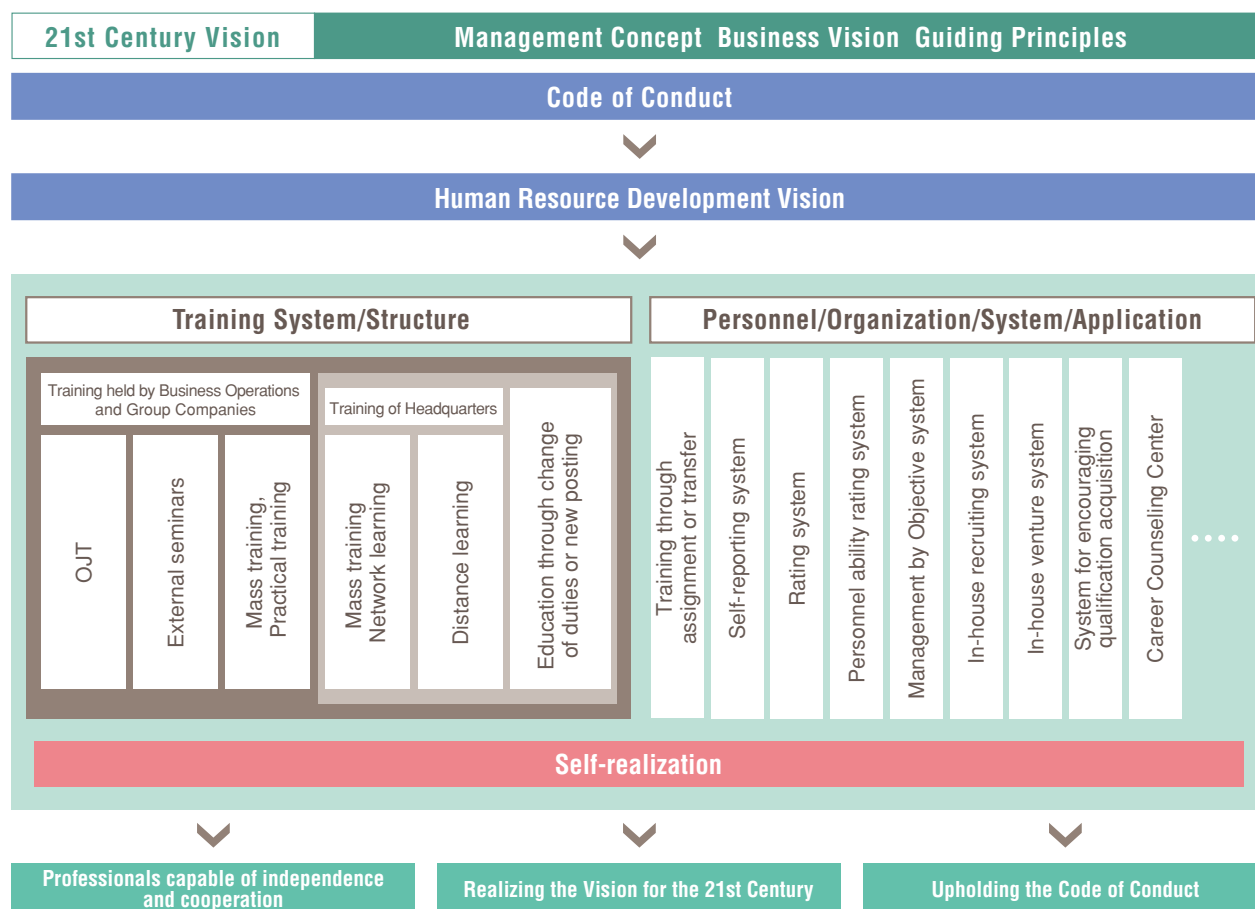 21st Century Vision
Management Concept Business Vision Guiding Principles
Code of Conduct
Human Resource Development Vision
Training System/Structure
Training held by Business Operations
and Group Companies
OJT
External seminars
Mass training,
Practical training
Training of Headquarters
Mass training
Network learning
Distance learning
Education through change
of duties or new posting
Personnel/Organization/System/Application
Training through
assignment or transfer
Self-reporting system
Rating system
Personnel ability rating system
Management by Objective system
In-house recruiting system
In-house venture system
System for encouraging
qualification acquisition
Career Counseling Center
····
Self-realization
Professionals capable of independence
and cooperation
Realizing the Vision for the 21st Century
Upholding the Code of Conduct